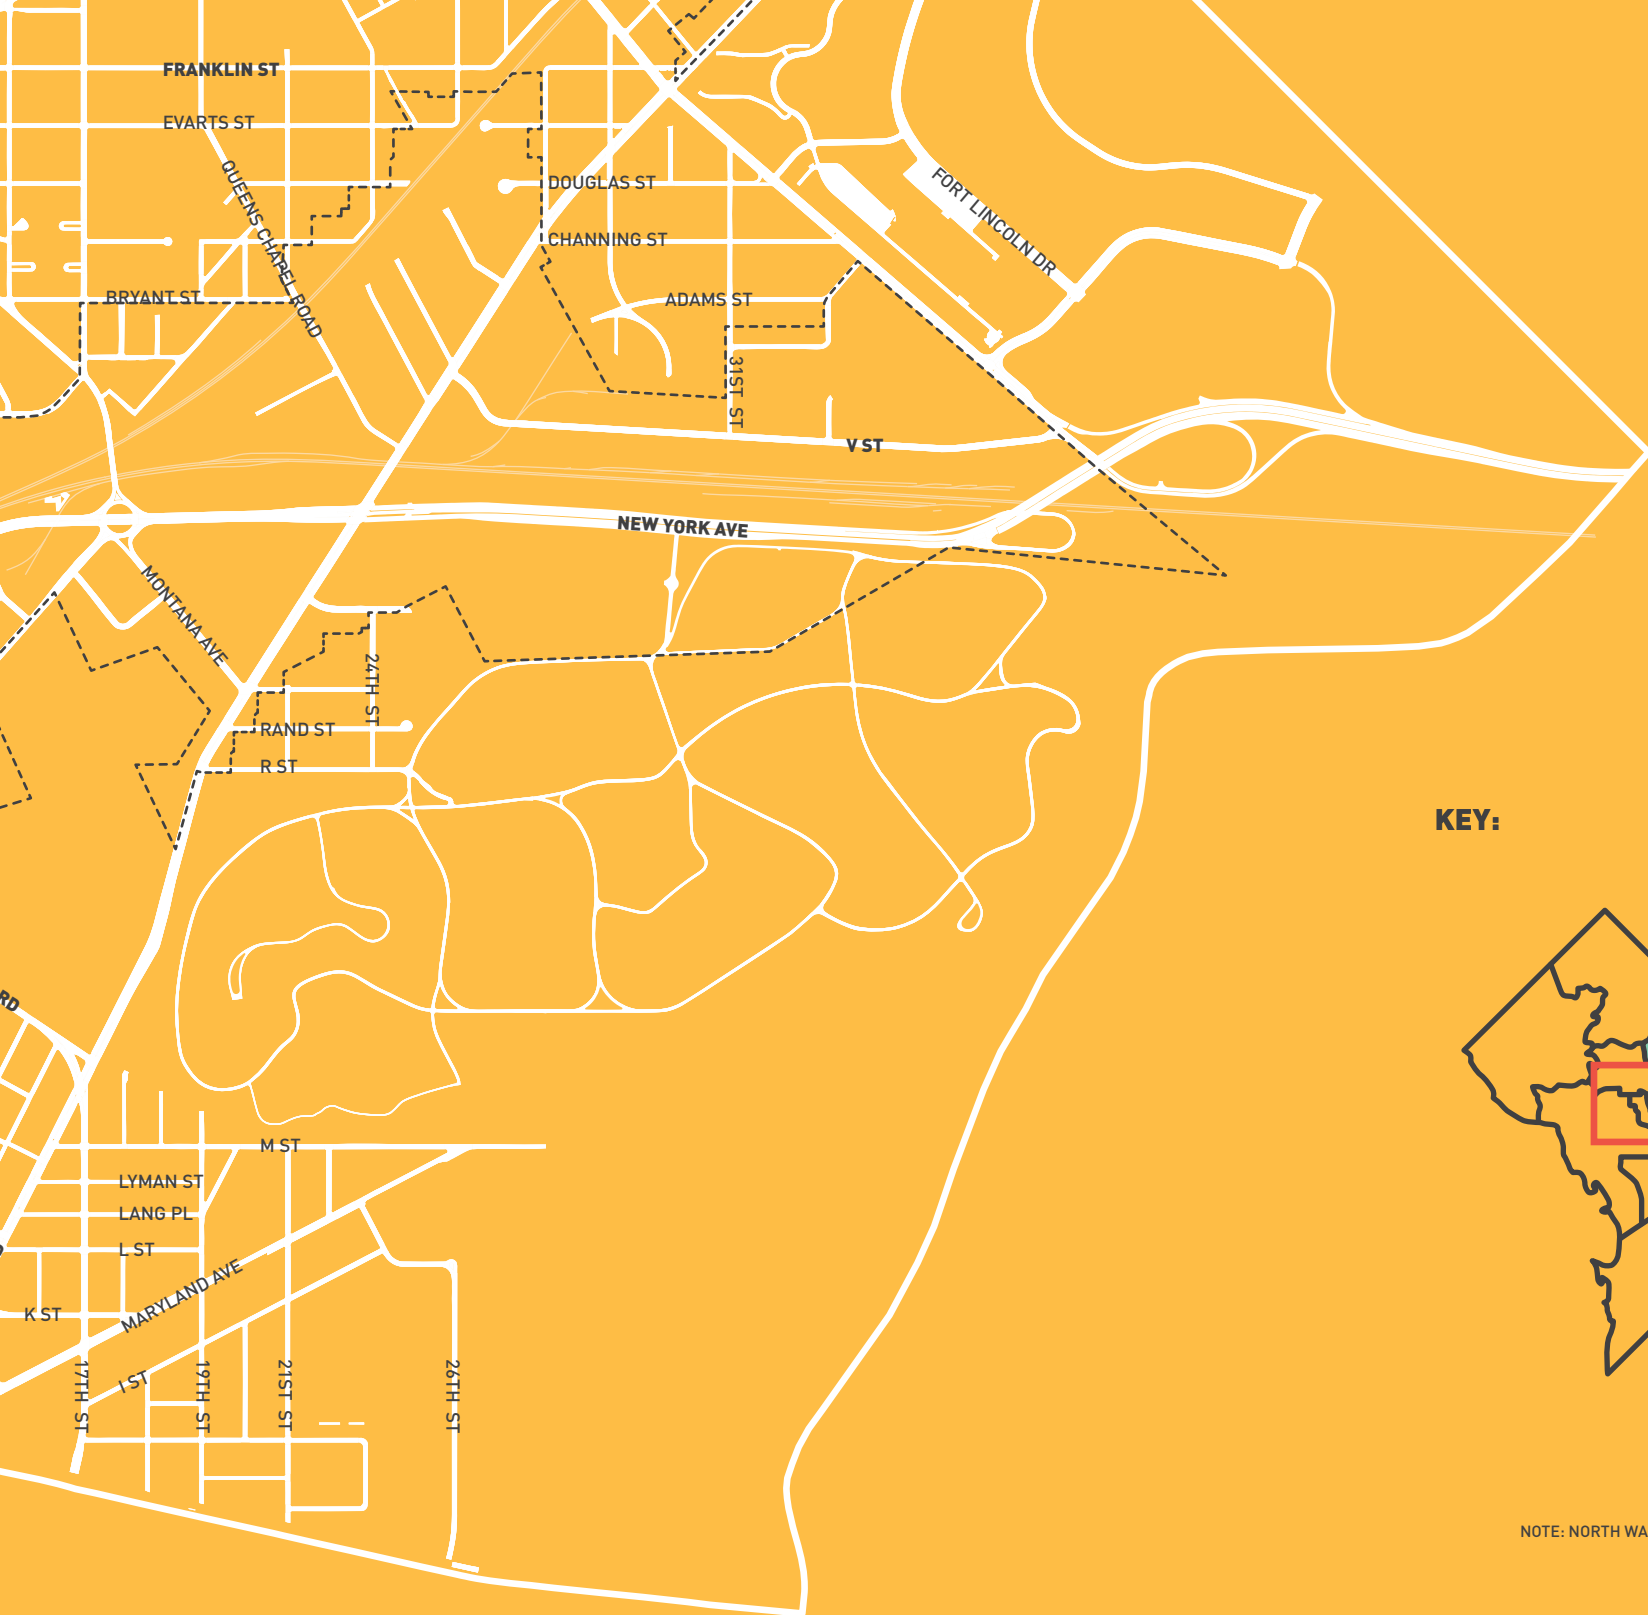 FRANKLIN ST
EVARTS ST
QUEENS CHAPEL ROAD
DOUGLAS ST
FORT LINCOLN DR
CHANNING ST
BRYANT ST
ADAMS ST
31ST ST
V ST
NEW YORK AVE
MONTANA AVE
24TH ST
RAND ST
R ST
KEY:
RD
M ST
LYMAN ST
LANG PL
L ST
MARYLAND AVE
K ST
I ST
17TH ST
19TH ST
21ST ST
26TH ST
NOTE: NORTH WA